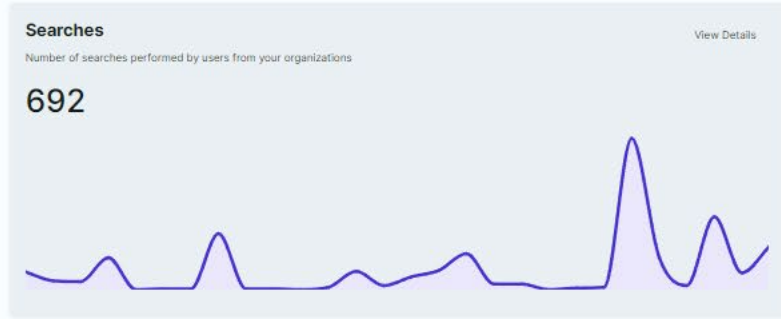 Searches
View Details
Number of searches performed by users from your organizations
692